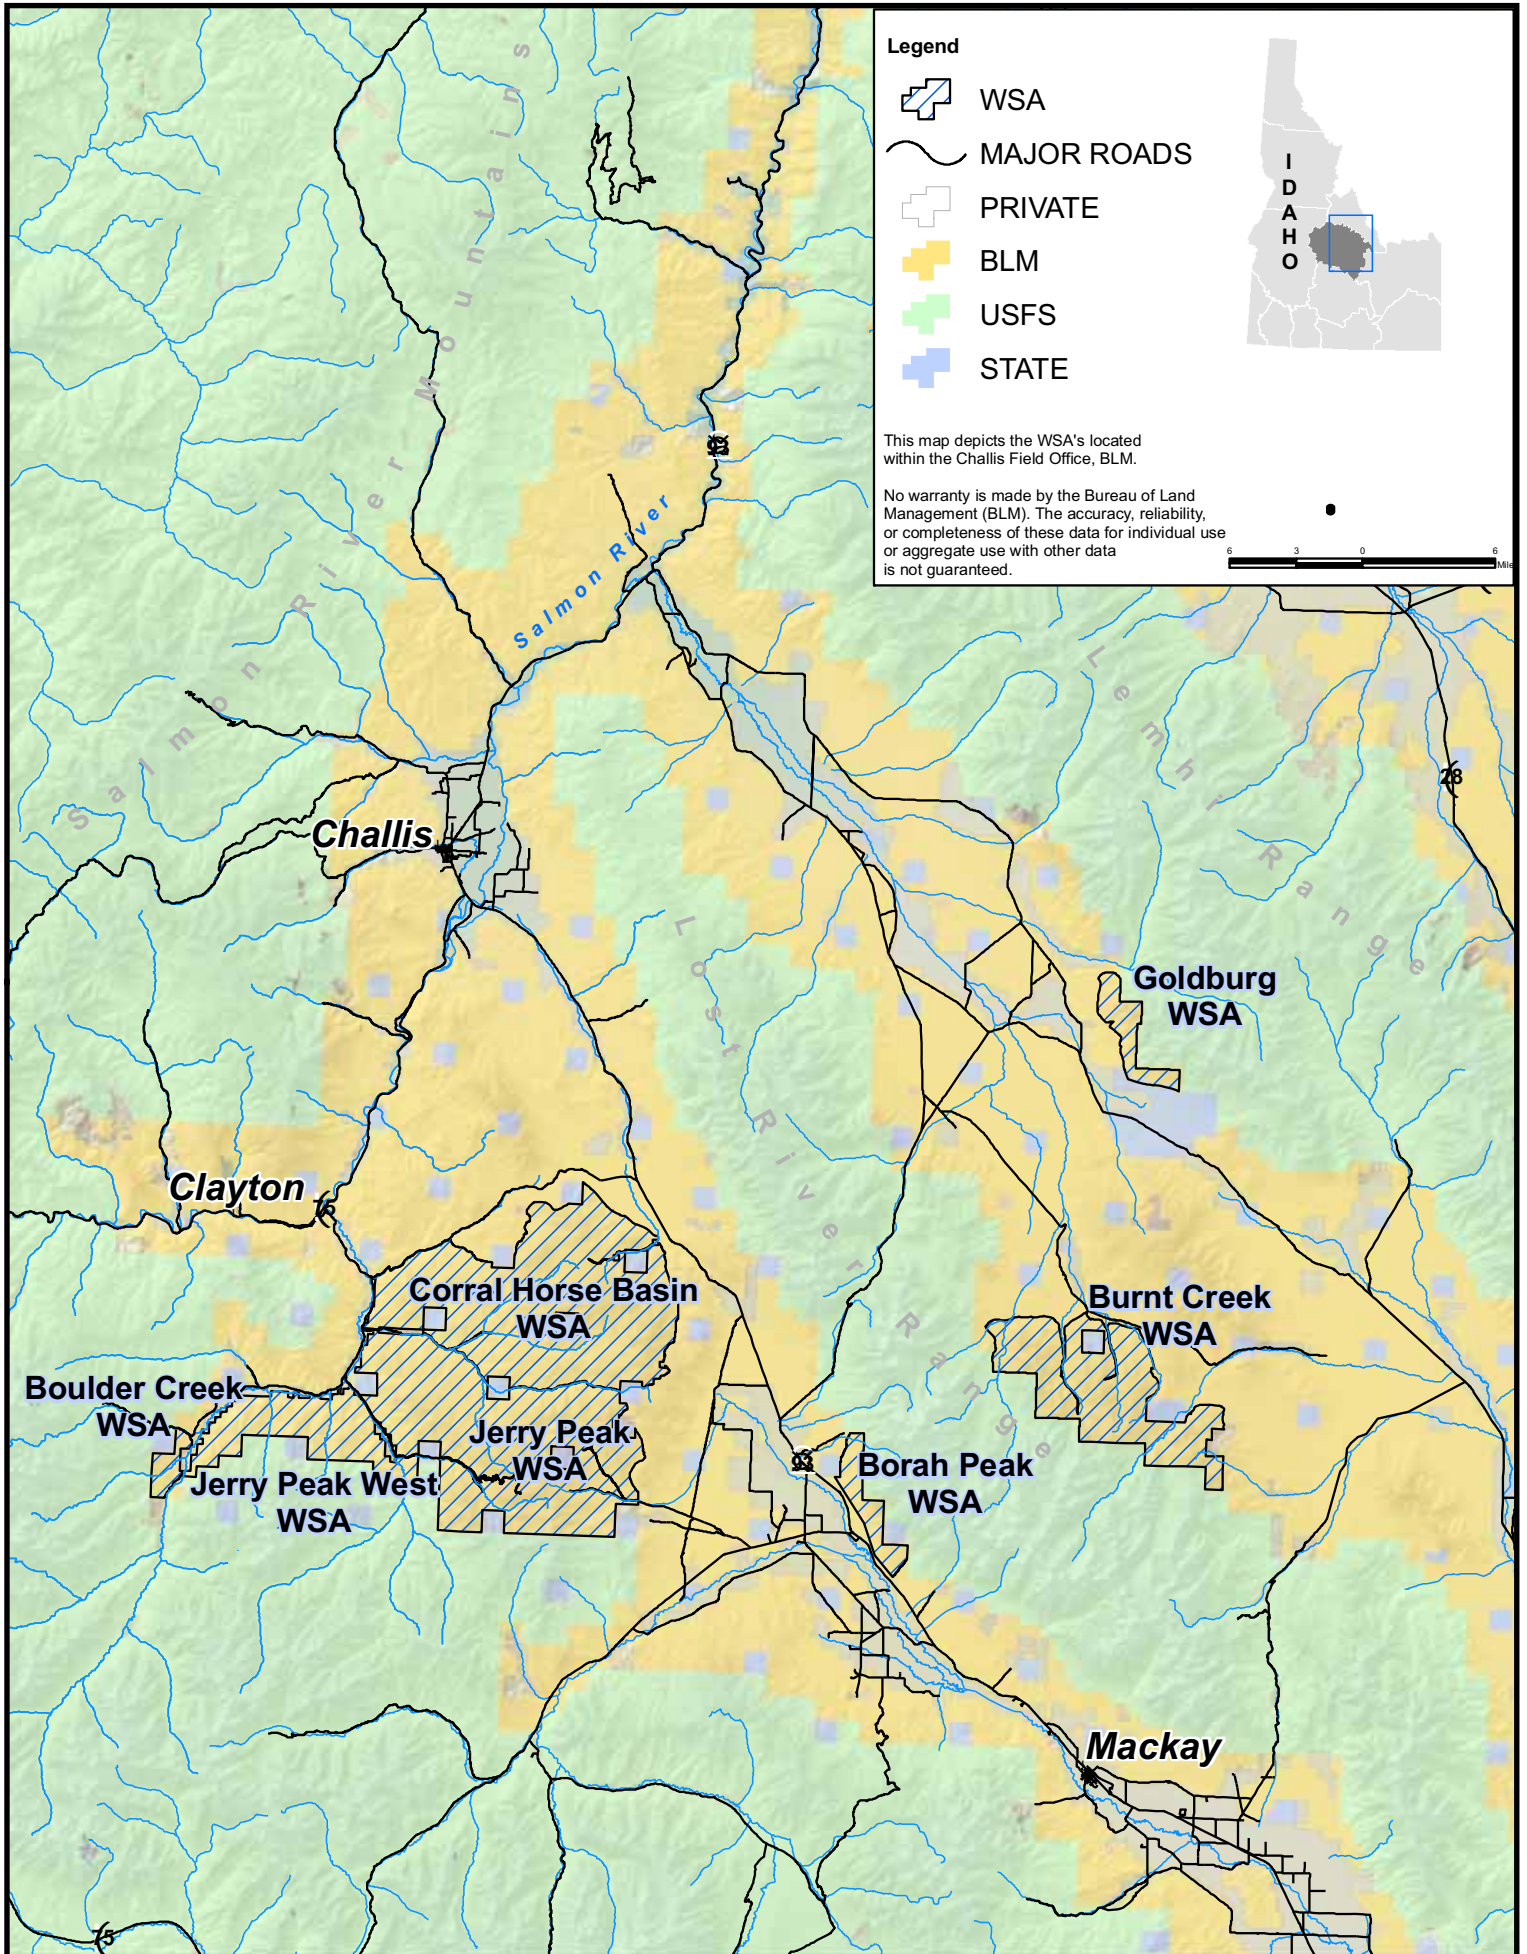 Legend
WSA
MAJOR ROADS
PRIVATE
BLM
USFS
STATE
IDAHO
This map depicts the WSA's located
within the Challis Field Office, BLM.
No warranty is made by the Bureau of Land
Management (BLM). The accuracy, reliability,
or completeness of these data for individual use
or aggregate use with other data
is not guaranteed.
6 3 0 6
Mile
Salmon River Mountains
93
Salmon River
Lemhi Range
28
Challis
Lost River Range
Goldburg
WSA
Clayton
75
Corral Horse Basin
WSA
Burnt Creek
WSA
Boulder Creek
WSA
Jerry Peak
WSA
Jerry Peak West
WSA
93
Borah Peak
WSA
Mackay
75